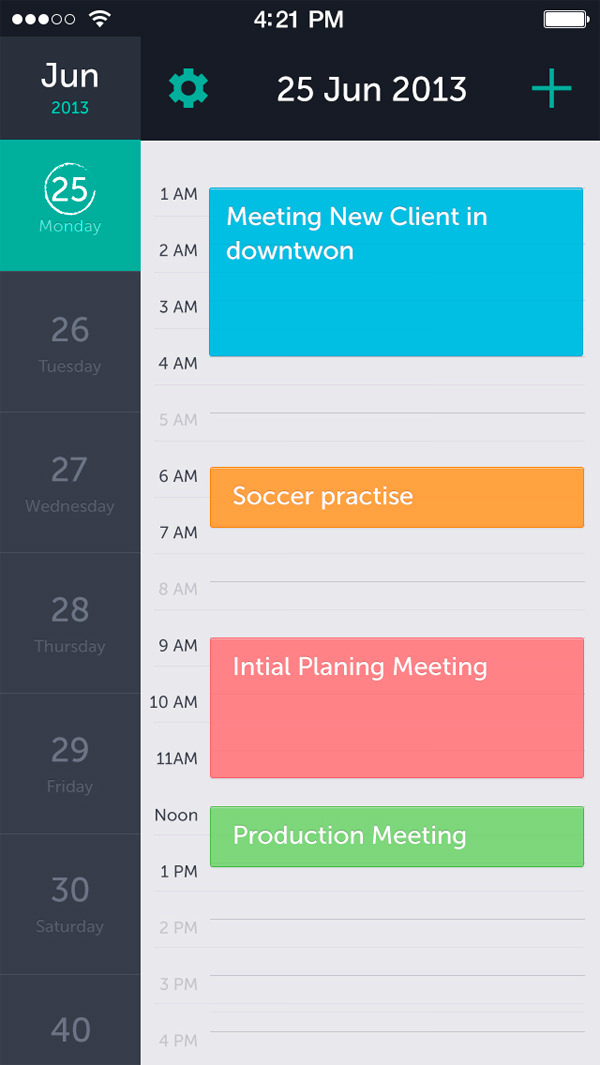 4:21 PM
Jun
2013
25 Jun 2013
25
Monday
26
Tuesday
27
Wednesday
28
Thursday
29
Friday
30
Saturday
40
1 AM
Meeting New Client in
downtwon
2 AM
3 AM
4 AM
5 AM
6 AM
Soccer practise
7 AM
8 AM
9 AM
Intial Planing Meeting
10 AM
11AM
Noon
Production Meeting
1 PM
2 PM
3 PM
4 PM